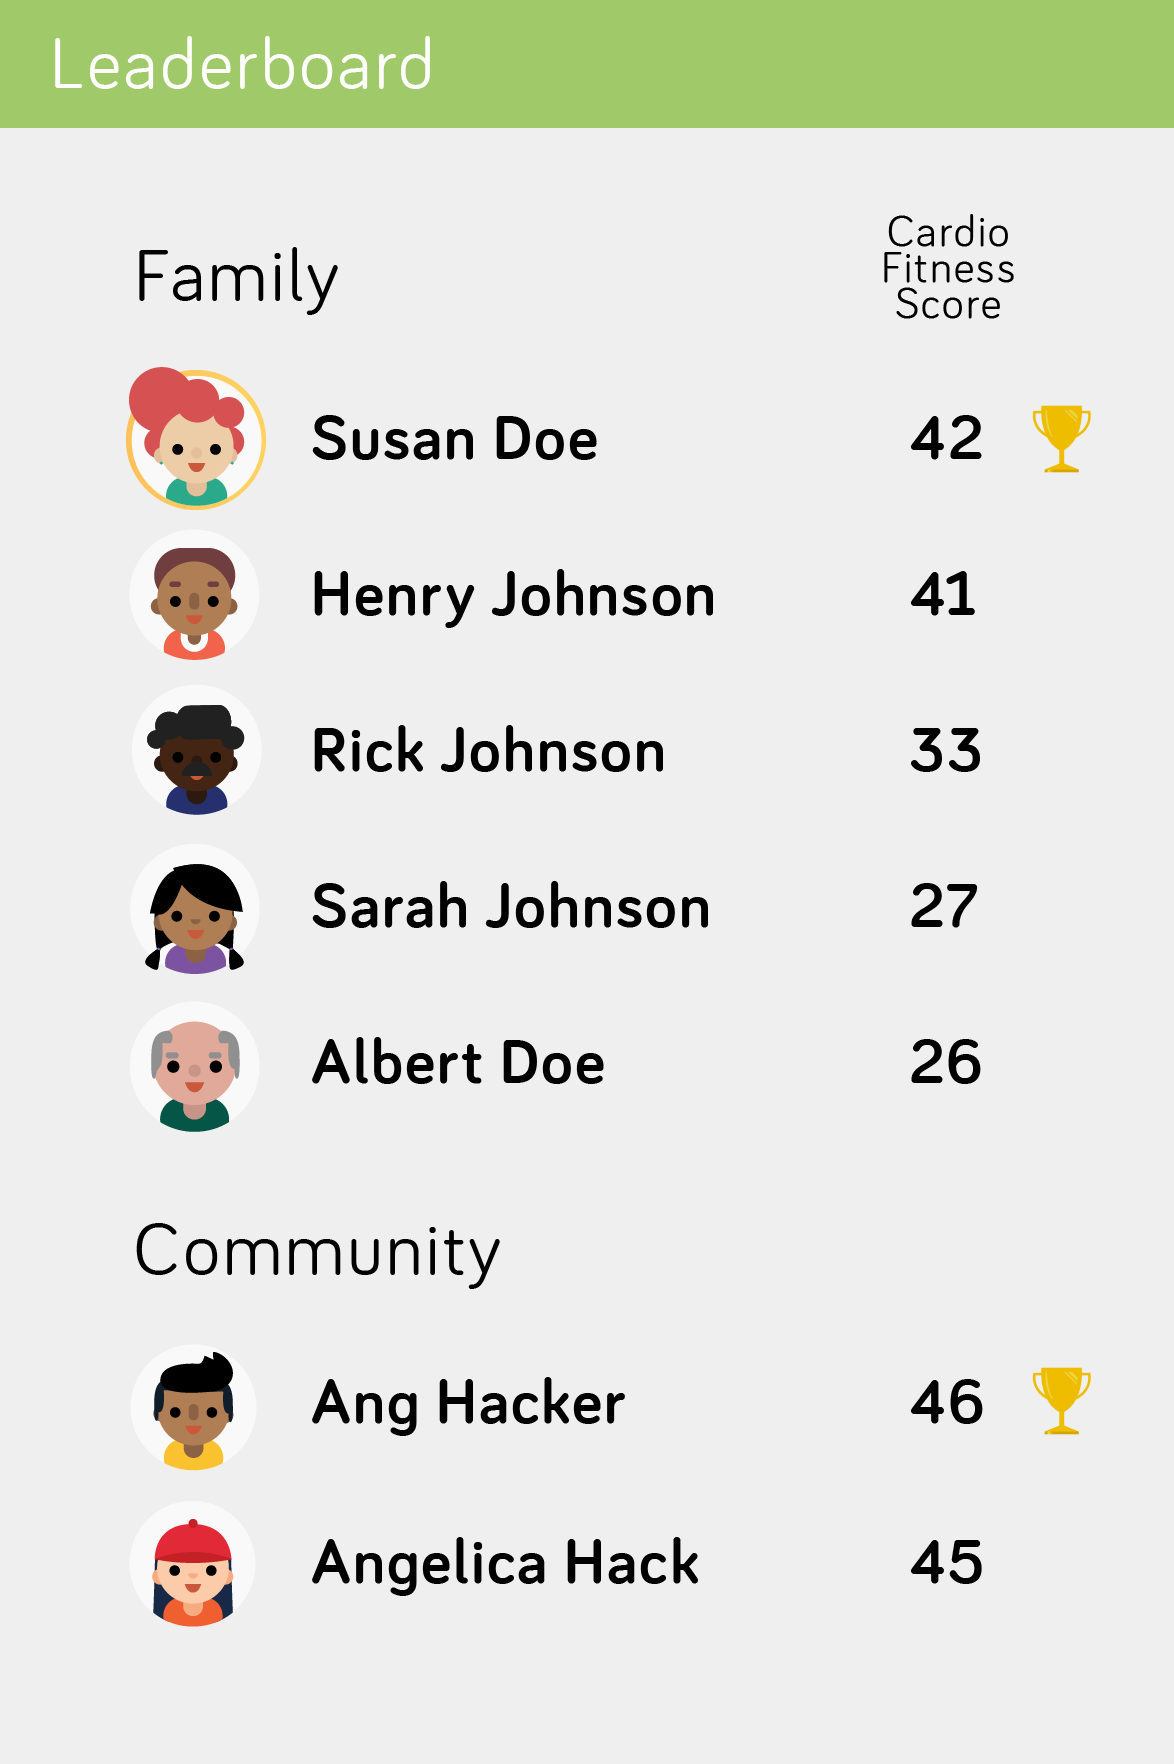 Leaderboard
Family
Cardio
Fitness
Score
Susan Doe 42
Henry Johnson 41
Rick Johnson 33
Sarah Johnson 27
Albert Doe 26
Community
Ang Hacker 46
Angelica Hack 45